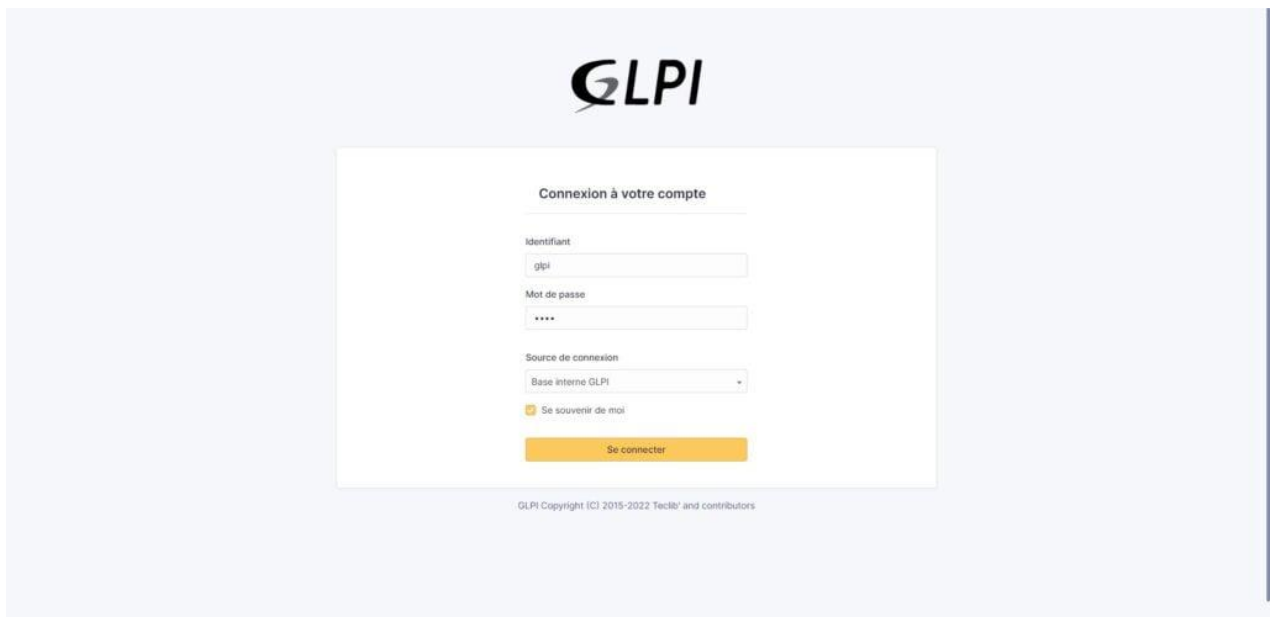 GLPI
Connexion à votre compte
Identifiant
glpi
Mot de passe
••••
Source de connexion
Base interne GLPI
Se souvenir de moi
Se connecter
GLPI Copyright (C) 2015-2022 Teclib' and contributors